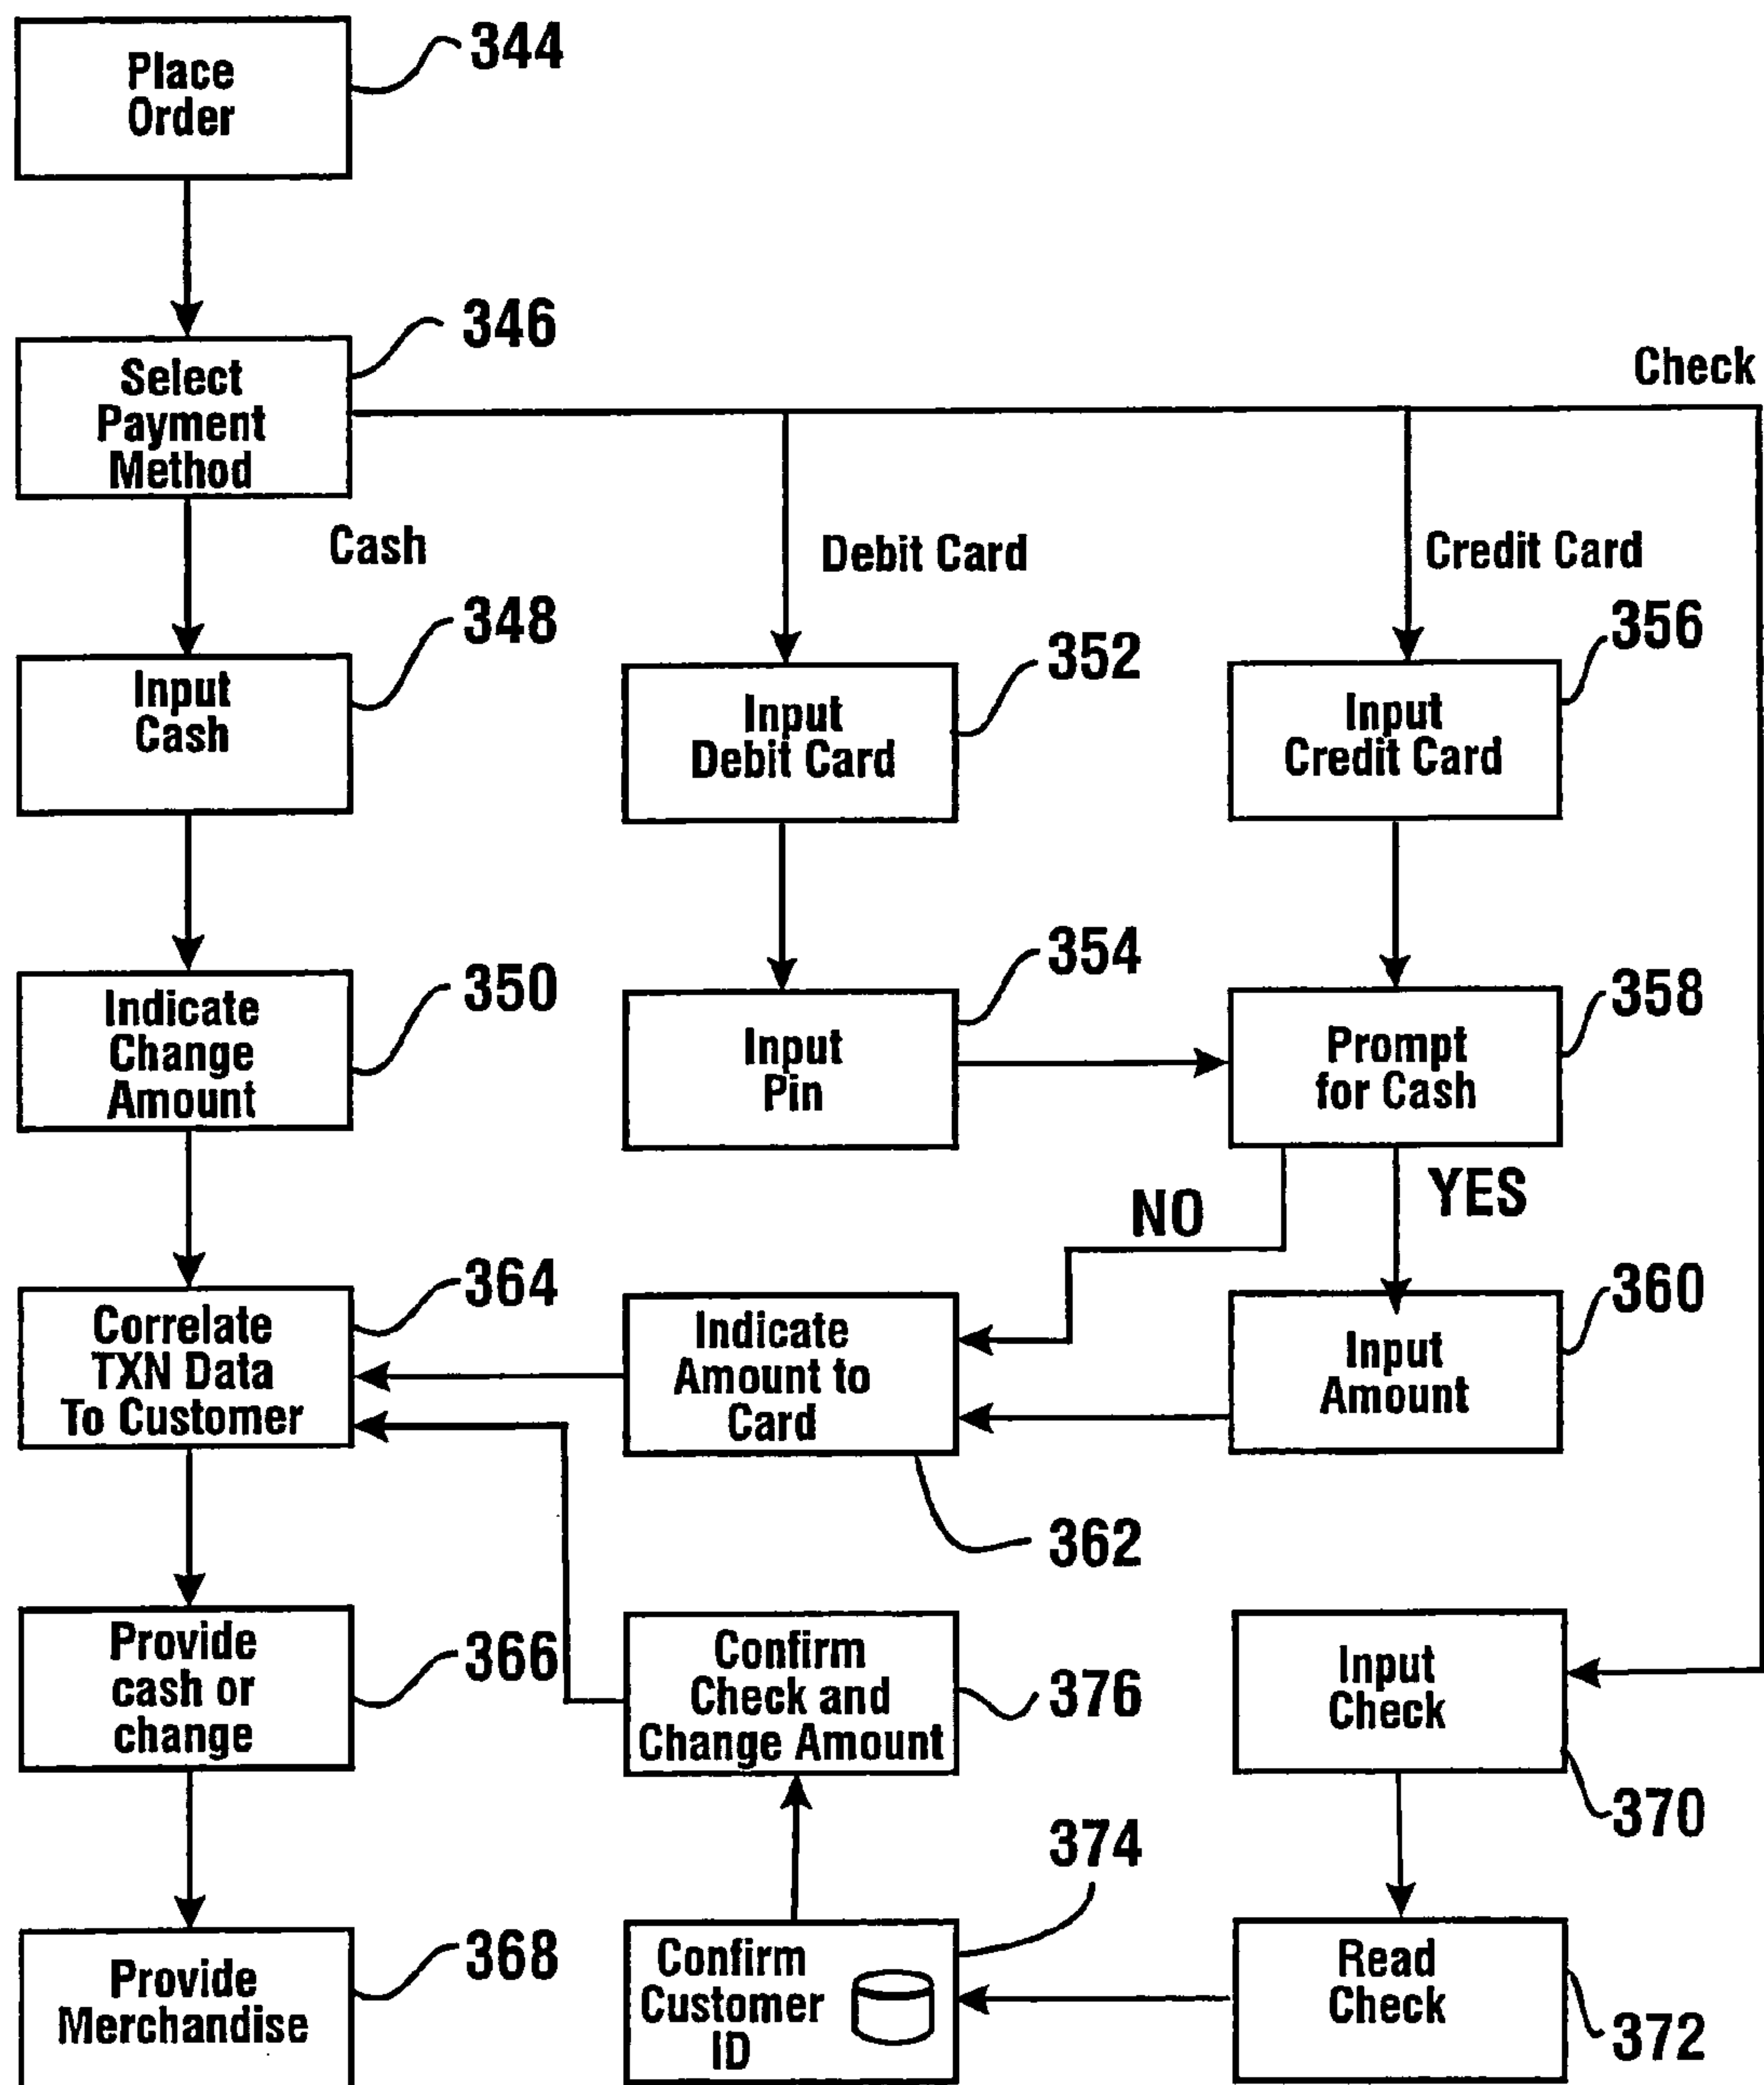 Place
Order
344
Select
Payment
Method
346
Check
Cash
Debit Card
Credit Card
Input
Cash
348
Input
Debit Card
352
Input
Credit Card
356
Indicate
Change
Amount
350
Input
Pin
354
Prompt
for Cash
358
NO
YES
Correlate
TXN Data
To Customer
364
Indicate
Amount to
Card
362
Input
Amount
360
Provide
cash or
change
366
Confirm
Check and
Change Amount
376
Input
Check
370
Provide
Merchandise
368
Confirm
Customer
ID
374
Read
Check
372